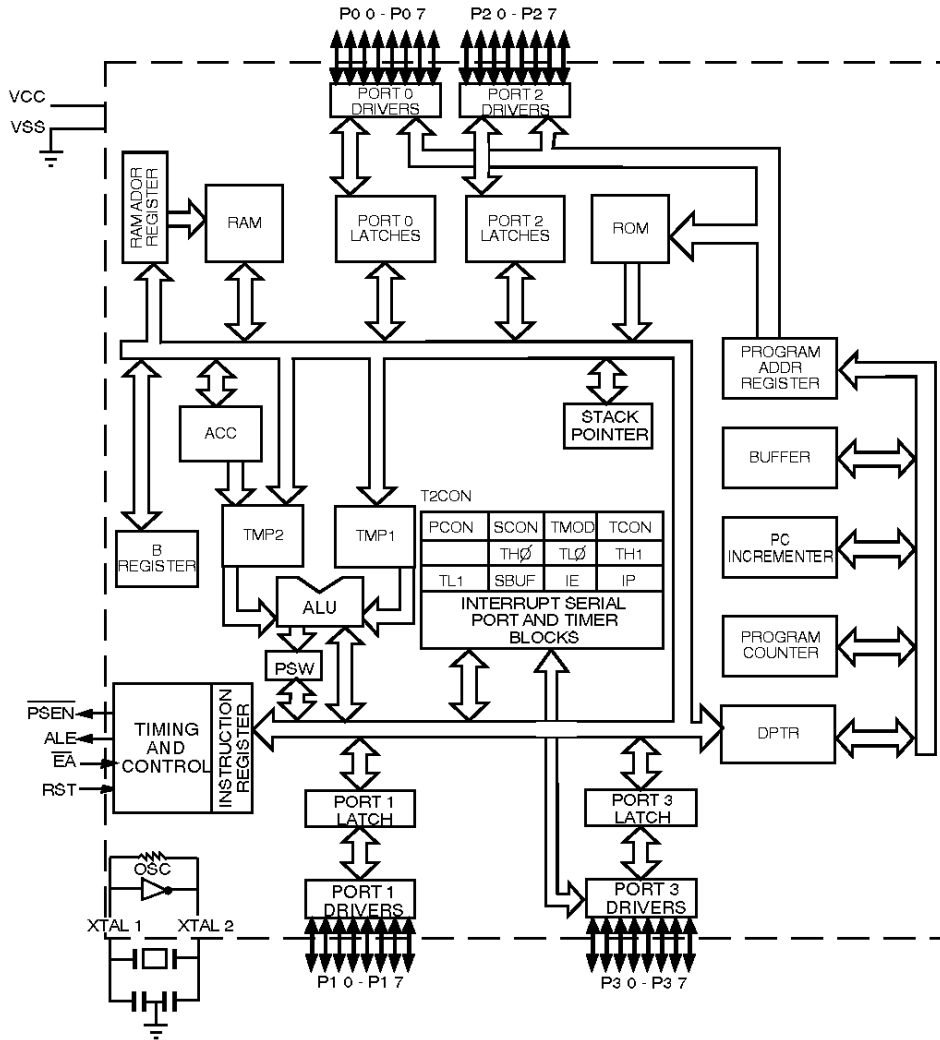 P0 0 - P0 7
P2 0 - P2 7
PORT 0
DRIVERS
PORT 2
DRIVERS
VCC
VSS
RAM ADDR
REGISTER
RAM
PORT 0
LATCHES
PORT 2
LATCHES
ROM
PROGRAM
ADDR
REGISTER
ACC
STACK
POINTER
BUFFER
T2CON
PCON
SCON
TMOD
TCON
TMP2
TMP1
THØ
TLØ
TH1
B
REGISTER
PC
INCREMENTER
TL1
SBUF
IE
IP
ALU
INTERRUPT SERIAL
PORT AND TIMER
BLOCKS
PROGRAM
COUNTER
PSW
PSEN
ALE
EA
RST
TIMING
AND
CONTROL
INSTRUCTION
REGISTER
DPTR
PORT 1
LATCH
PORT 3
LATCH
OSC
PORT 1
DRIVERS
PORT 3
DRIVERS
XTAL 1
XTAL 2
P1 0 - P1 7
P3 0 - P3 7